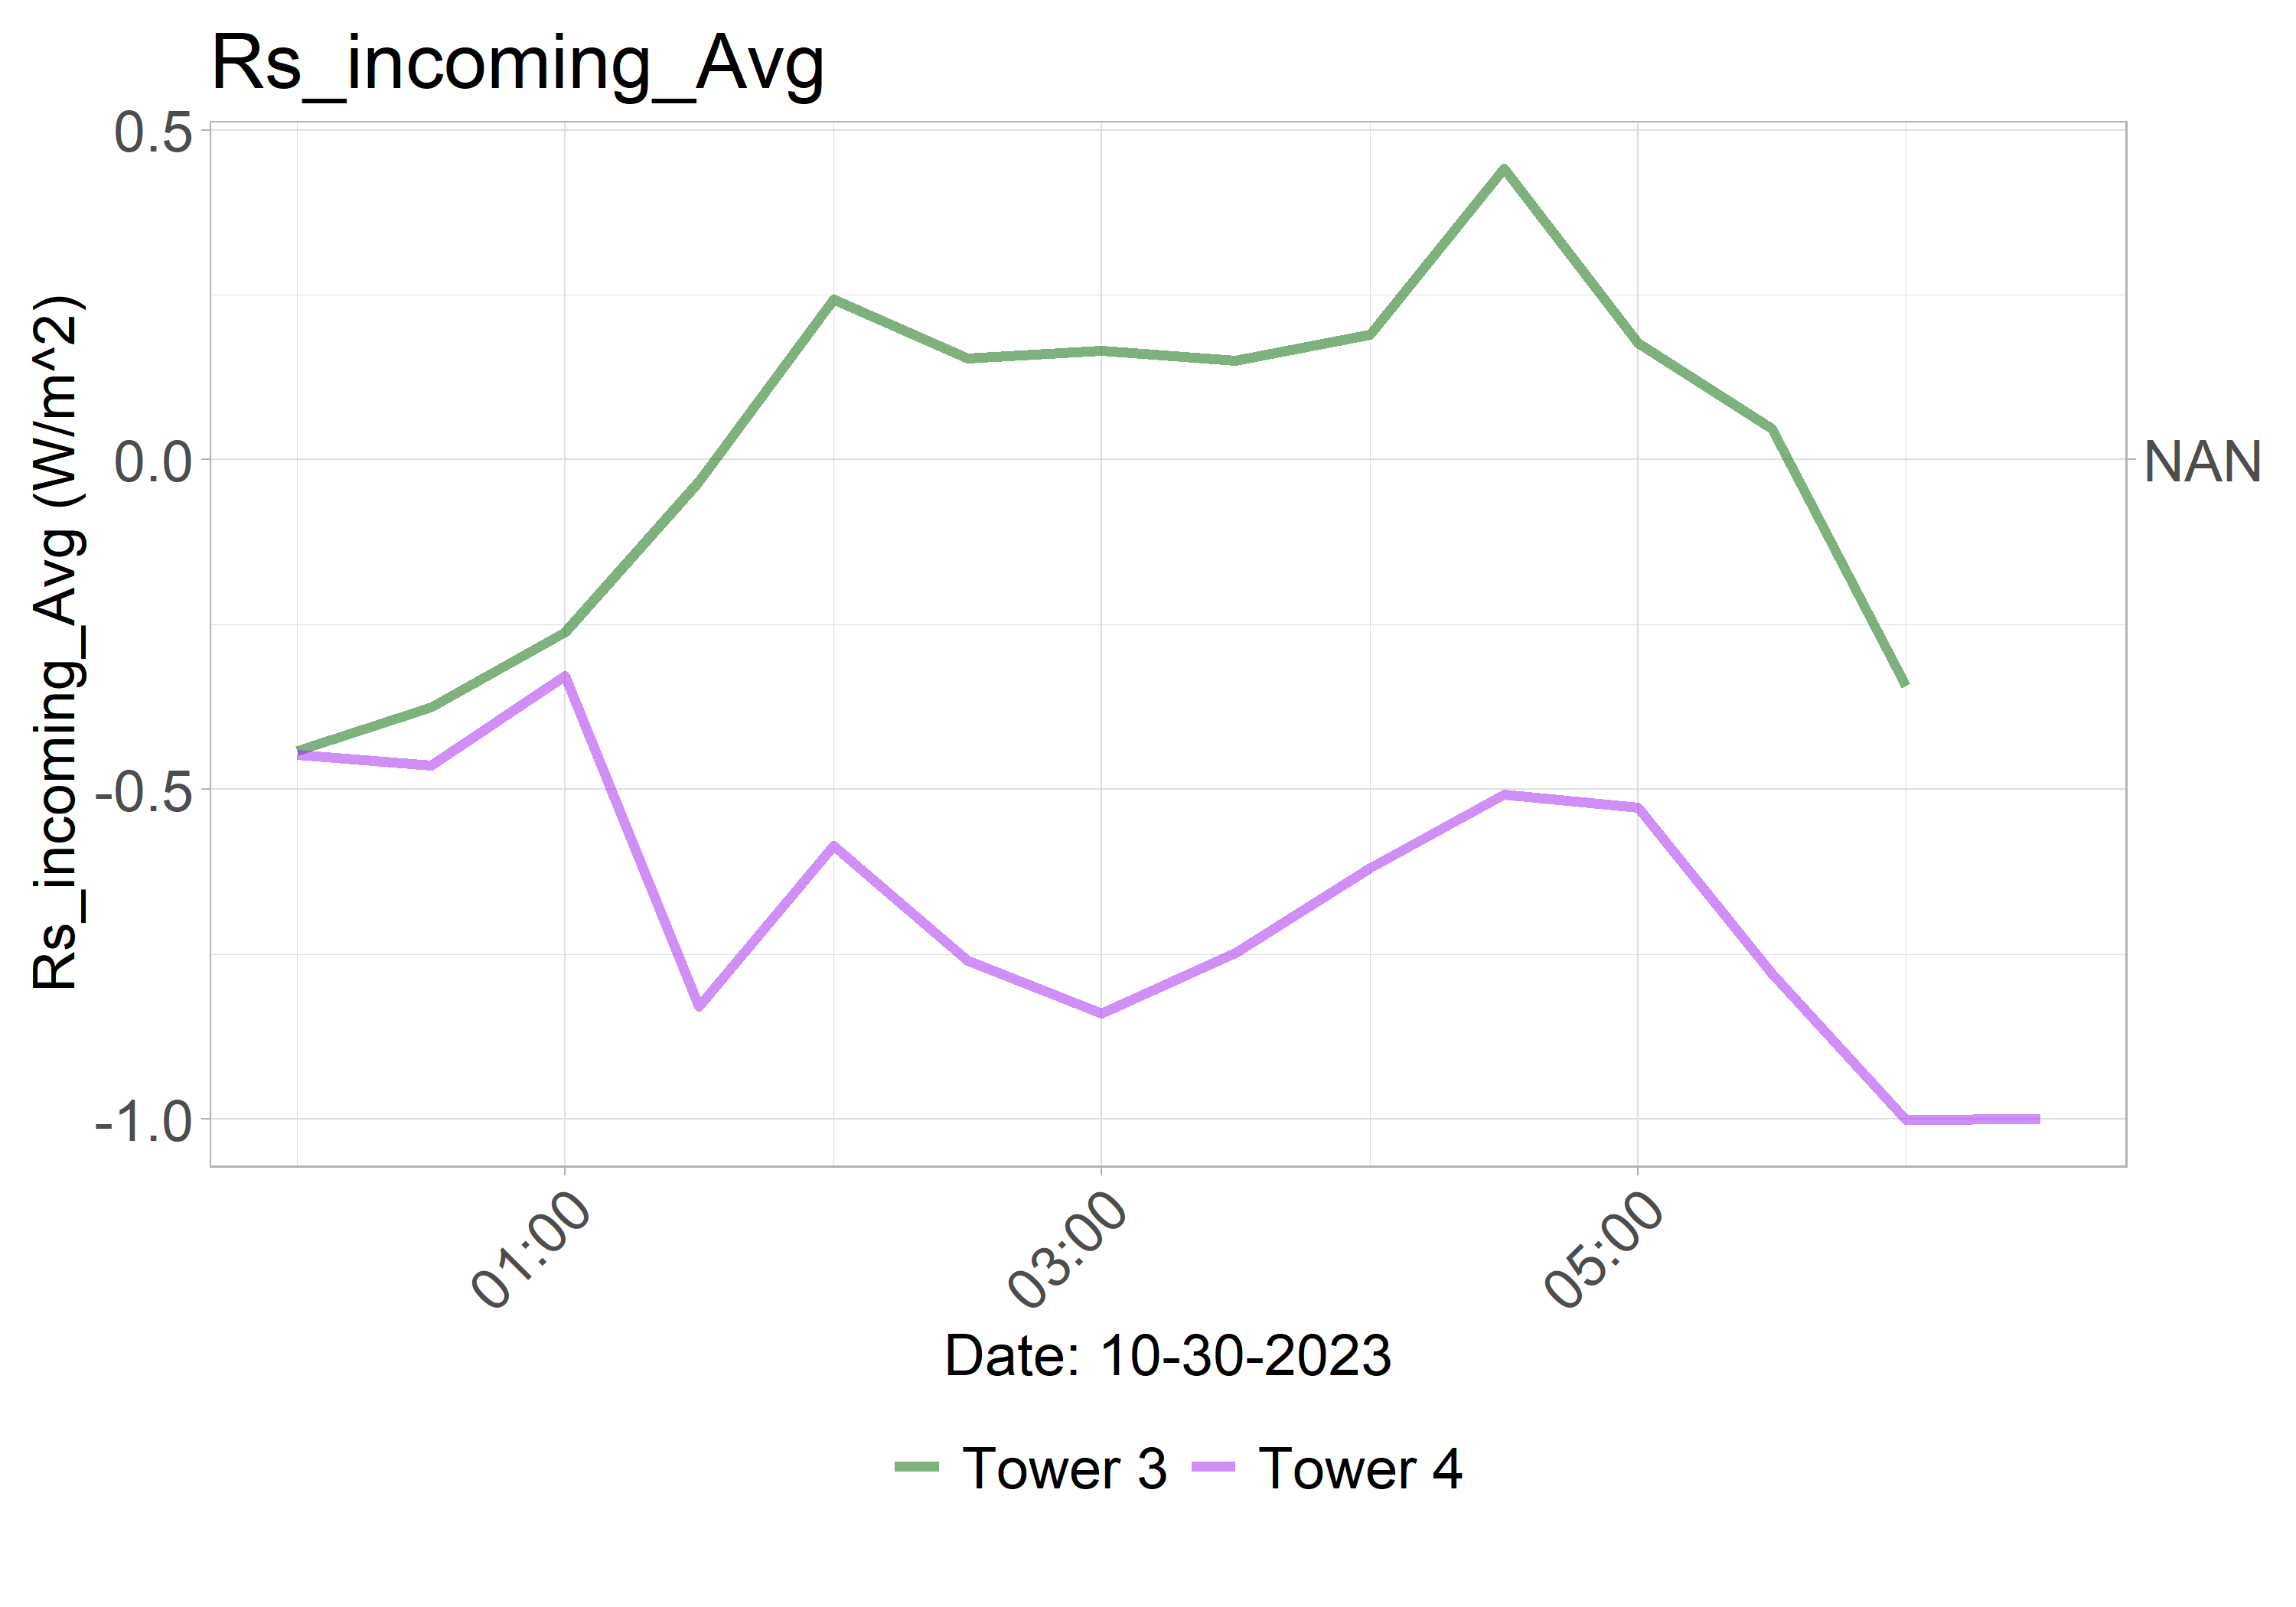 Rs_incoming_Avg
Rs_incoming_Avg (W/m^2)
0.5
0.0
-0.5
-1.0
NAN
01:00
03:00
05:00
Date: 10-30-2023
Tower 3
Tower 4